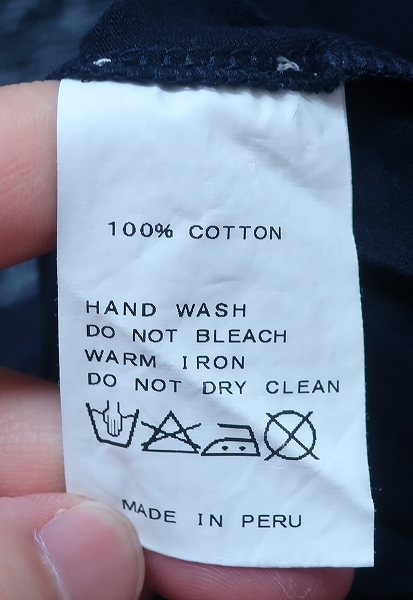 100% COTTON
HAND WASH
DO NOT BLEACH
WARM IRON
DO NOT DRY CLEAN
MADE IN PERU